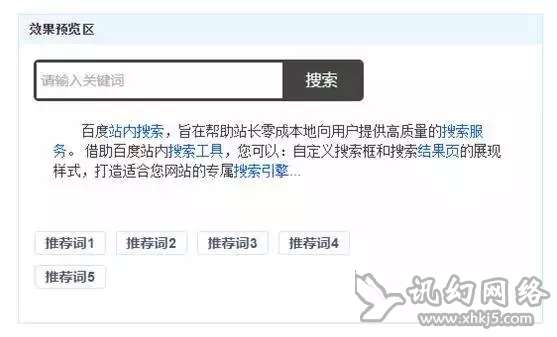 效果预览区
请输入关键词 搜索
百度站内搜索，旨在帮助站长零成本地向用户提供高质量的搜索服
务。 借助百度站内搜索工具，您可以：自定义搜索框和搜索结果页的展现
样式，打造适合您网站的专属搜索引擎...
推荐词1 推荐词2 推荐词3 推荐词4
推荐词5
讯幻网络
www.xhkj5.com